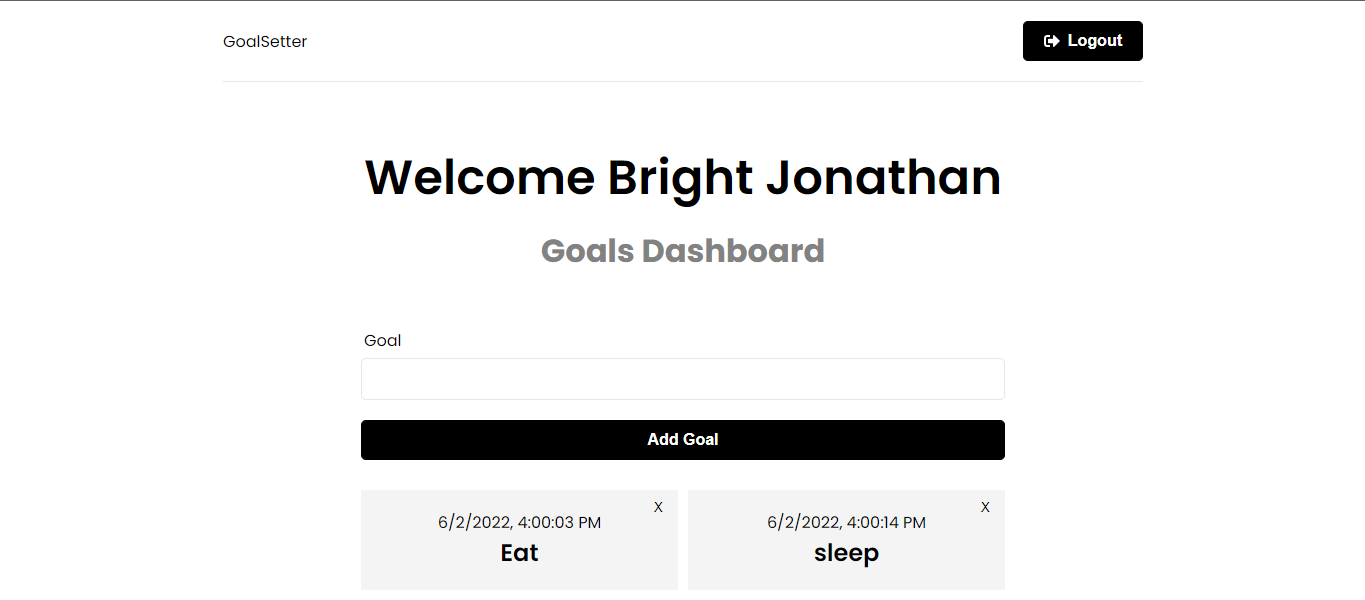 GoalSetter
Logout
Welcome Bright Jonathan
Goals Dashboard
Goal
Add Goal
X
6/2/2022, 4:00:03 PM
Eat
X
6/2/2022, 4:00:14 PM
sleep